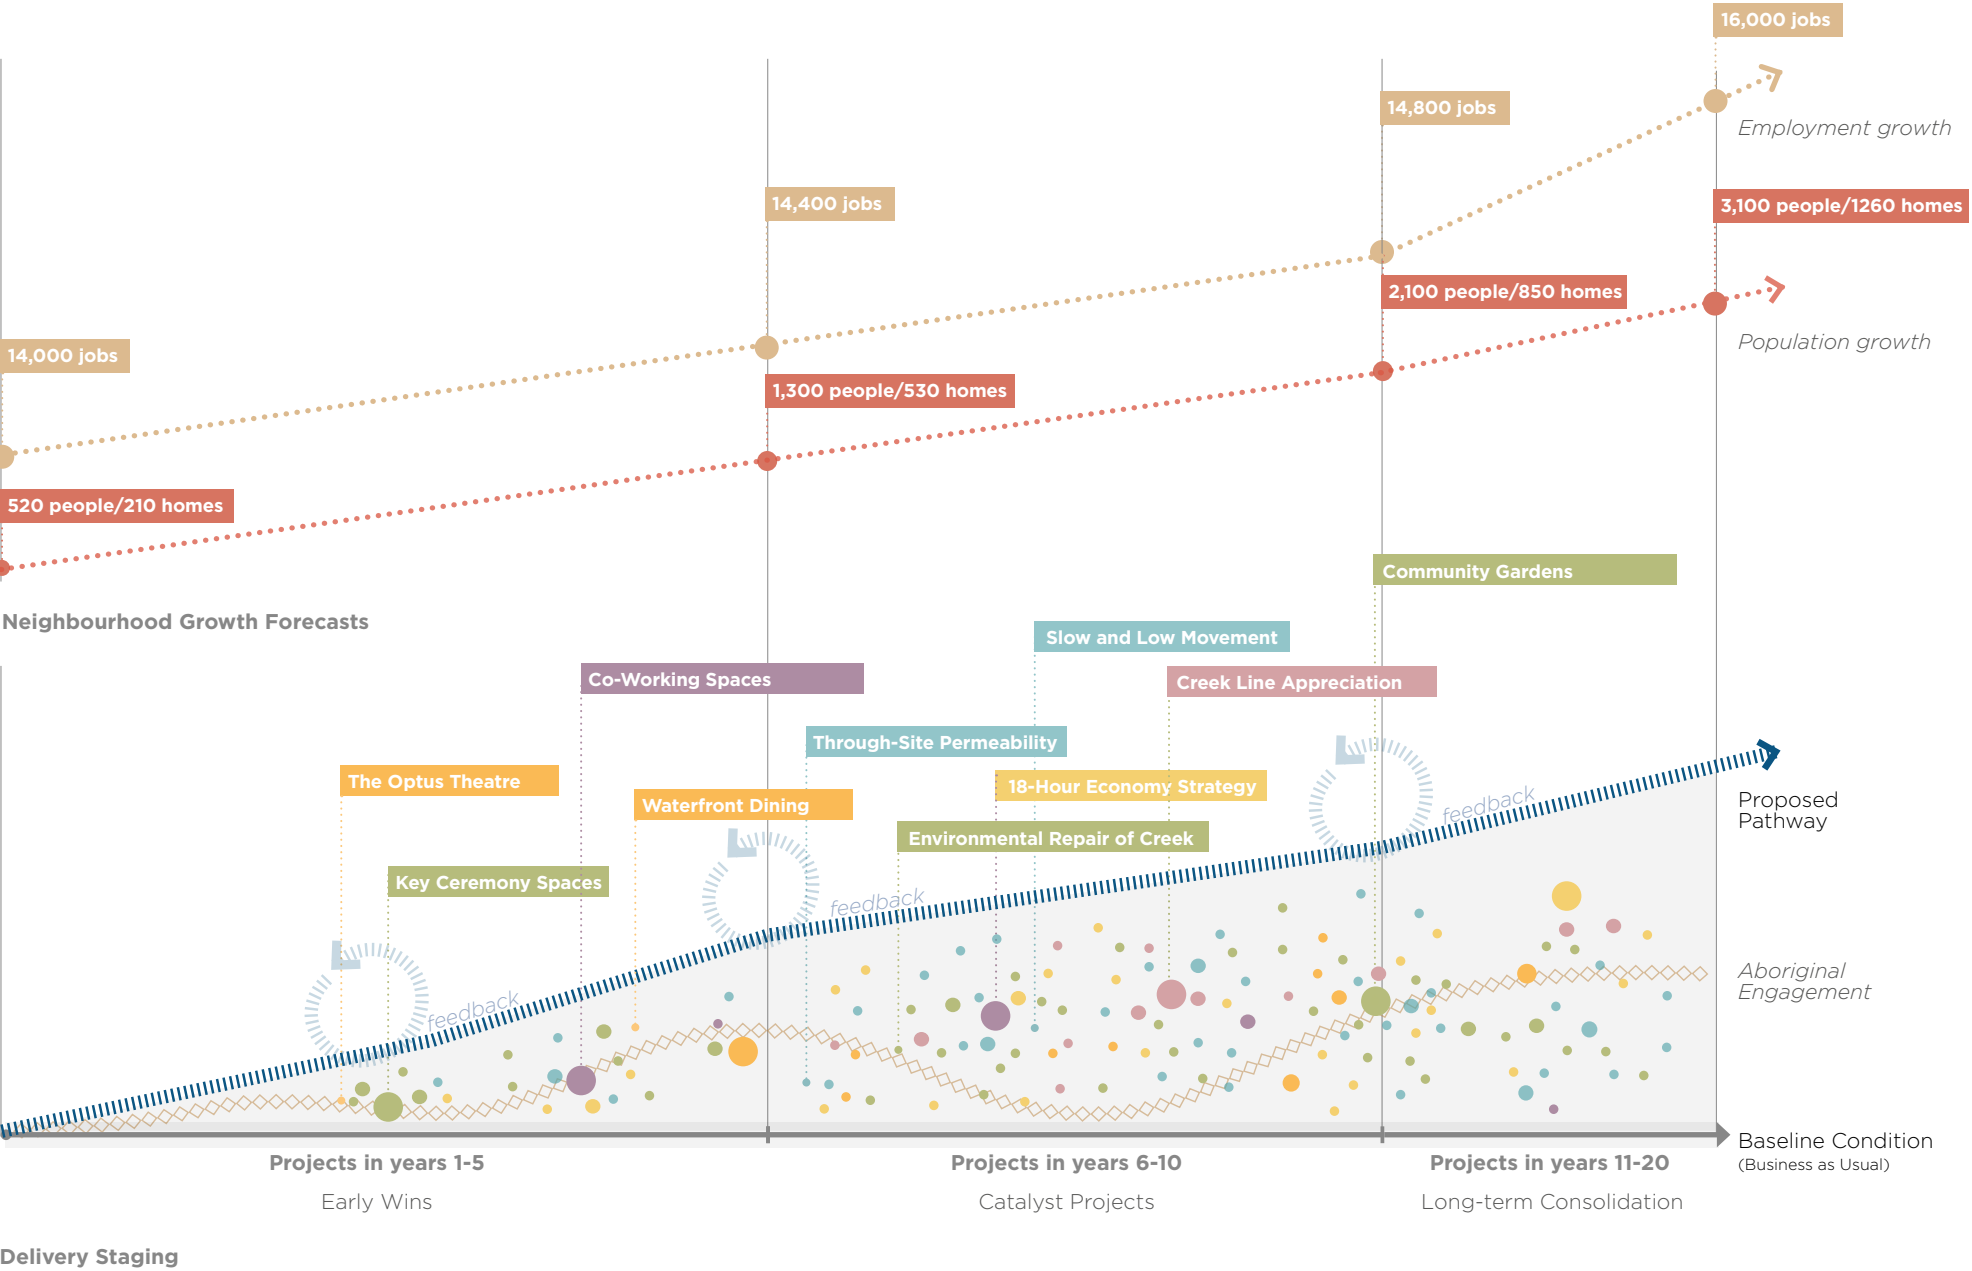 16,000 jobs
Employment growth
14,800 jobs
14,400 jobs
3,100 people/1260 homes
2,100 people/850 homes
Population growth
14,000 jobs
1,300 people/530 homes
520 people/210 homes
Neighbourhood Growth Forecasts
Community Gardens
Slow and Low Movement
Co-Working Spaces
Creek Line Appreciation
Through-Site Permeability
The Optus Theatre
18-Hour Economy Strategy
Waterfront Dining
Environmental Repair of Creek
Key Ceremony Spaces
feedback
feedback
feedback
Proposed
Pathway
Aboriginal
Engagement
Baseline Condition
(Business as Usual)
Projects in years 1-5
Early Wins
Projects in years 6-10
Catalyst Projects
Projects in years 11-20
Long-term Consolidation
Delivery Staging